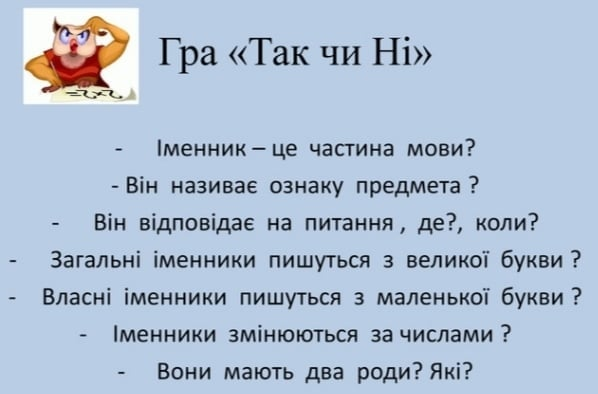 Гра «Так чи Ні»
- Іменник – це частина мови?
- Він називає ознаку предмета ?
- Він відповідає на питання , де?, коли?
- Загальні іменники пишуться з великої букви ?
- Власні іменники пишуться з маленької букви ?
- Іменники змінюються за числами ?
- Вони мають два роди? Які?